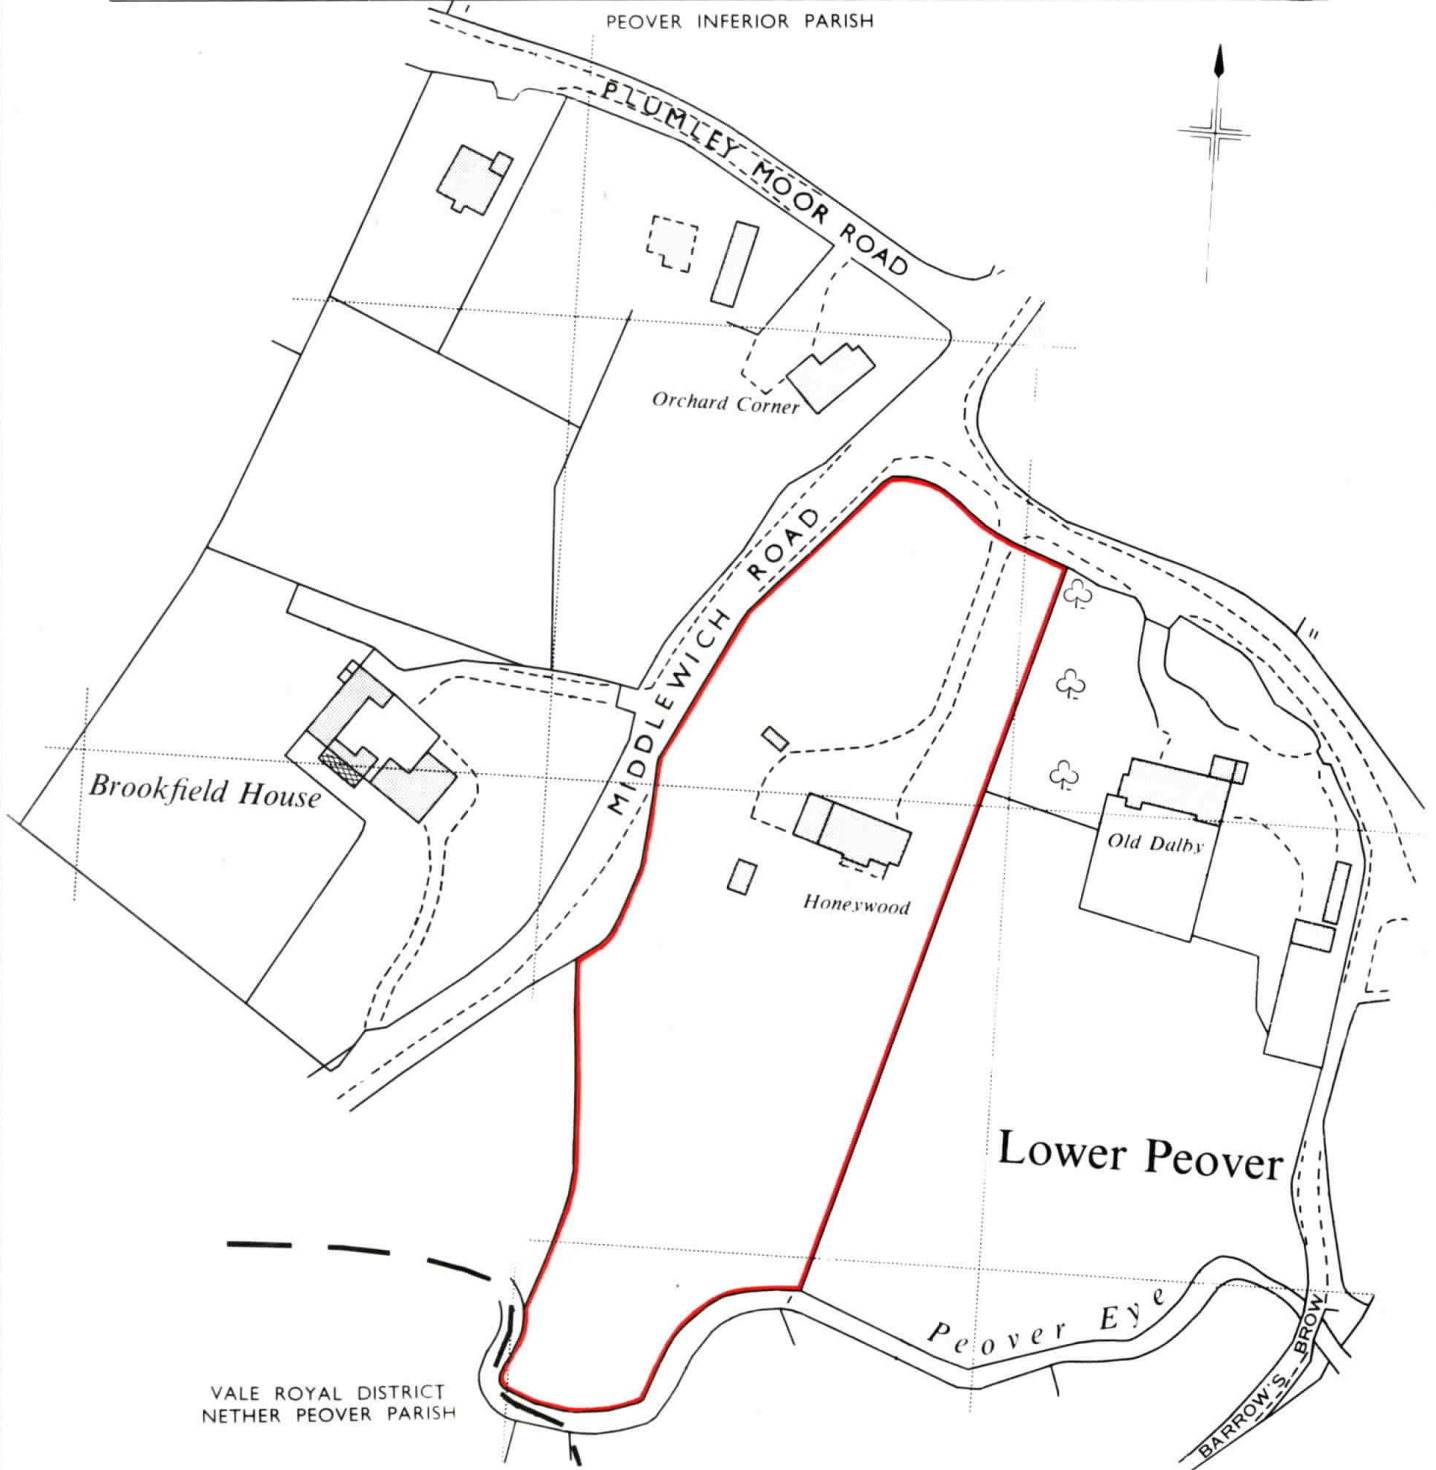 PEOVER INFERIOR PARISH
PLUMLEY MOOR ROAD
Orchard Corner
MIDDLEWICH ROAD
Brookfield House
Old Dalby
Honeywood
Lower Peover
Peover Eye
BARROW'S BROW
VALE ROYAL DISTRICT
NETHER PEOVER PARISH